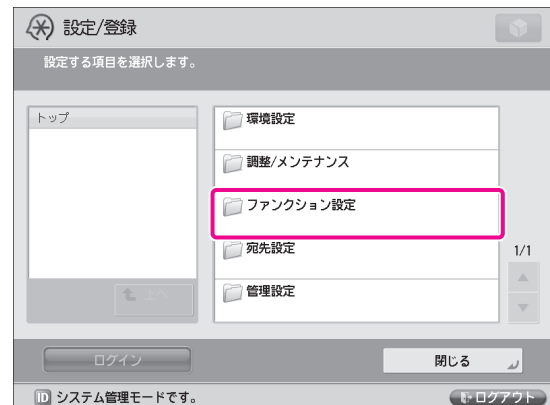 設定/登録
設定する項目を選択します。
トップ
環境設定
調整/メンテナンス
ファンクション設定
宛先設定
1/1
管理設定
上へ
ログイン
閉じる
ID システム管理モードです。
ログアウト